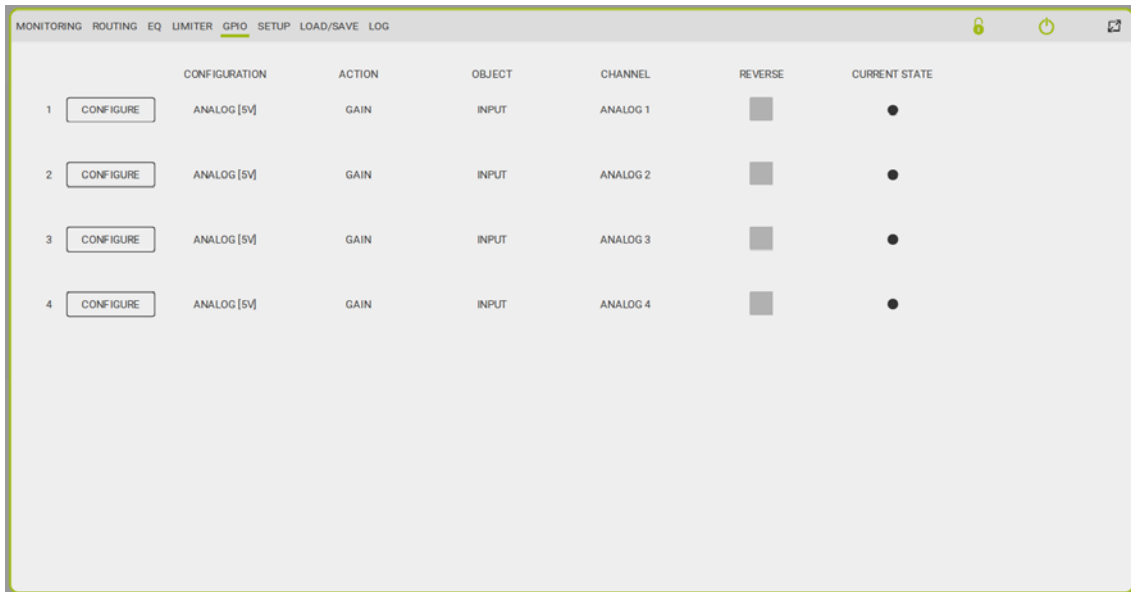 MONITORING ROUTING EQ LIMITER GPIO SETUP LOAD/SAVE LOG
CONFIGURATION ACTION OBJECT CHANNEL REVERSE CURRENT STATE
1 CONFIGURE ANALOG [5V] GAIN INPUT ANALOG 1
2 CONFIGURE ANALOG [5V] GAIN INPUT ANALOG 2
3 CONFIGURE ANALOG [5V] GAIN INPUT ANALOG 3
4 CONFIGURE ANALOG [5V] GAIN INPUT ANALOG 4